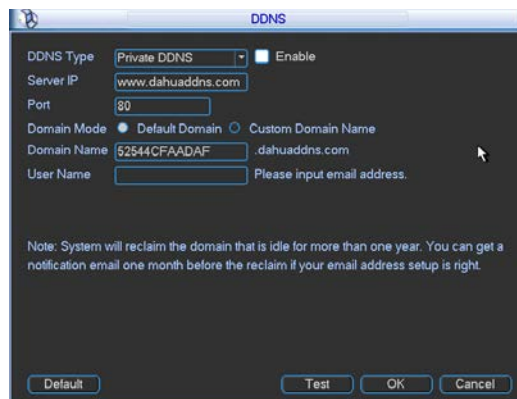 DDNS
DDNS Type Private DDNS Enable
Server IP www.dahuaddns.com
Port 80
Domain Mode Default Domain Custom Domain Name
Domain Name 52544CFAADAF .dahuaddns.com
User Name Please input email address.
Note: System will reclaim the domain that is idle for more than one year. You can get a
notification email one month before the reclaim if your email address setup is right.
Default Test OK Cancel